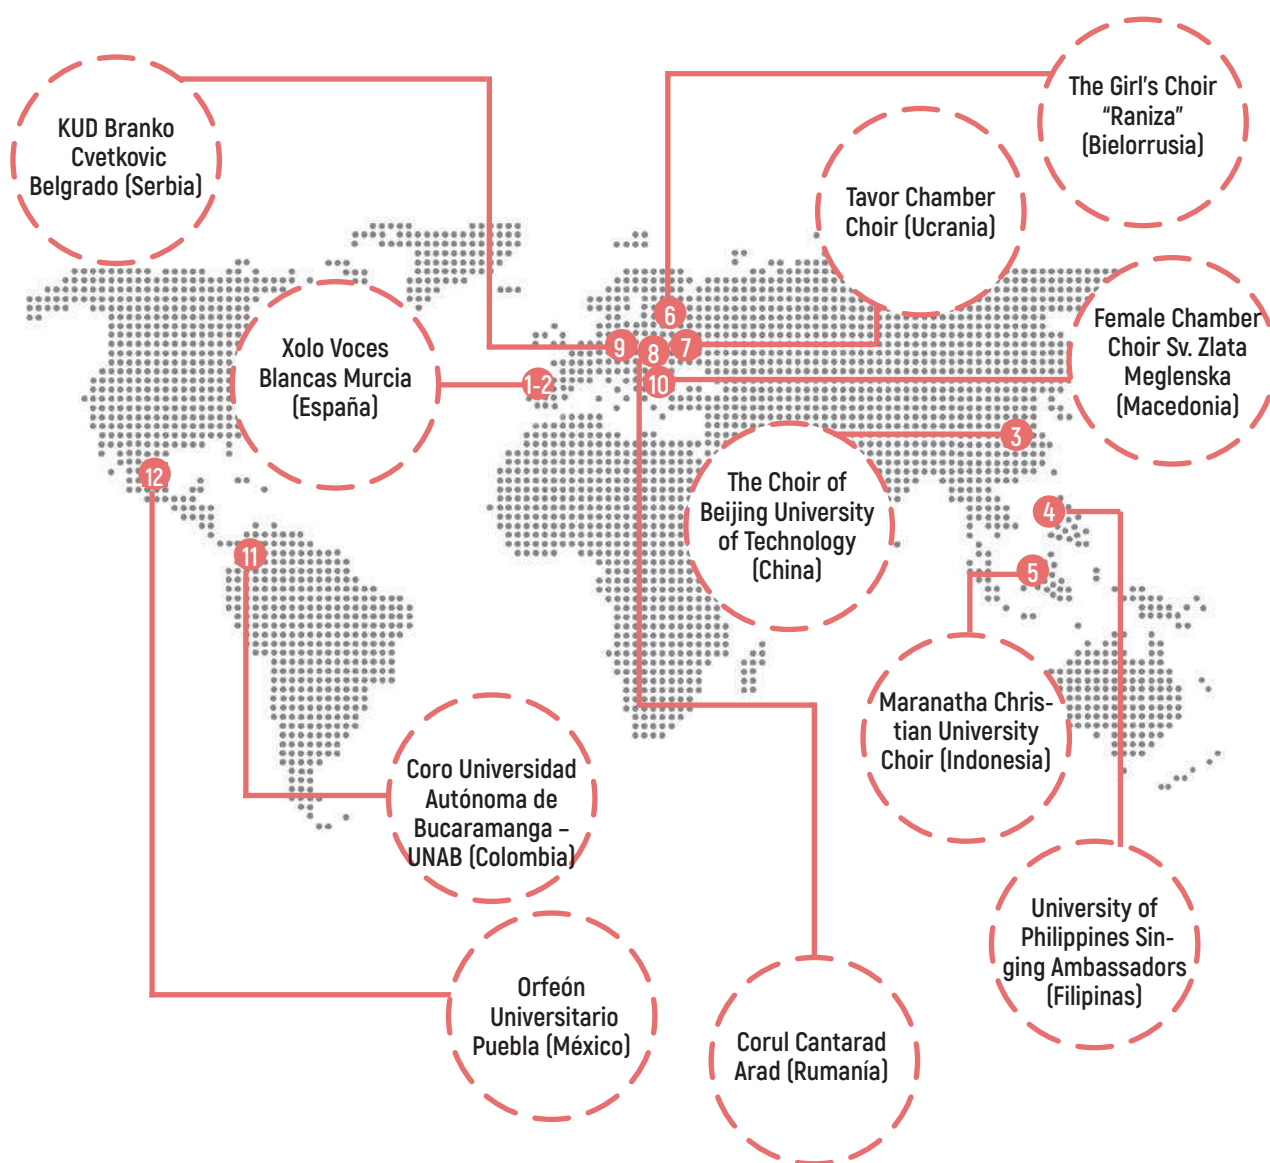 The Girl's Choir
“Raniza”
(Bielorrusia)
KUD Branko
Cvetkovic
Belgrado (Serbia)
Tavor Chamber
Choir (Ucrania)
Female Chamber
Choir Sv. Zlata
Meglenska
(Macedonia)
Xolo Voces
Blancas Murcia
(España)
6
9
8
7
1-2
10
3
12
The Choir of
Beijing University
of Technology
(China)
4
11
5
Maranatha Chris-
tian University
Choir (Indonesia)
Coro Universidad
Autónoma de
Bucaramanga –
UNAB (Colombia)
University of
Philippines Sin-
ging Ambassadors
(Filipinas)
Orfeón
Universitario
Puebla (México)
Corul Cantarad
Arad (Rumanía)